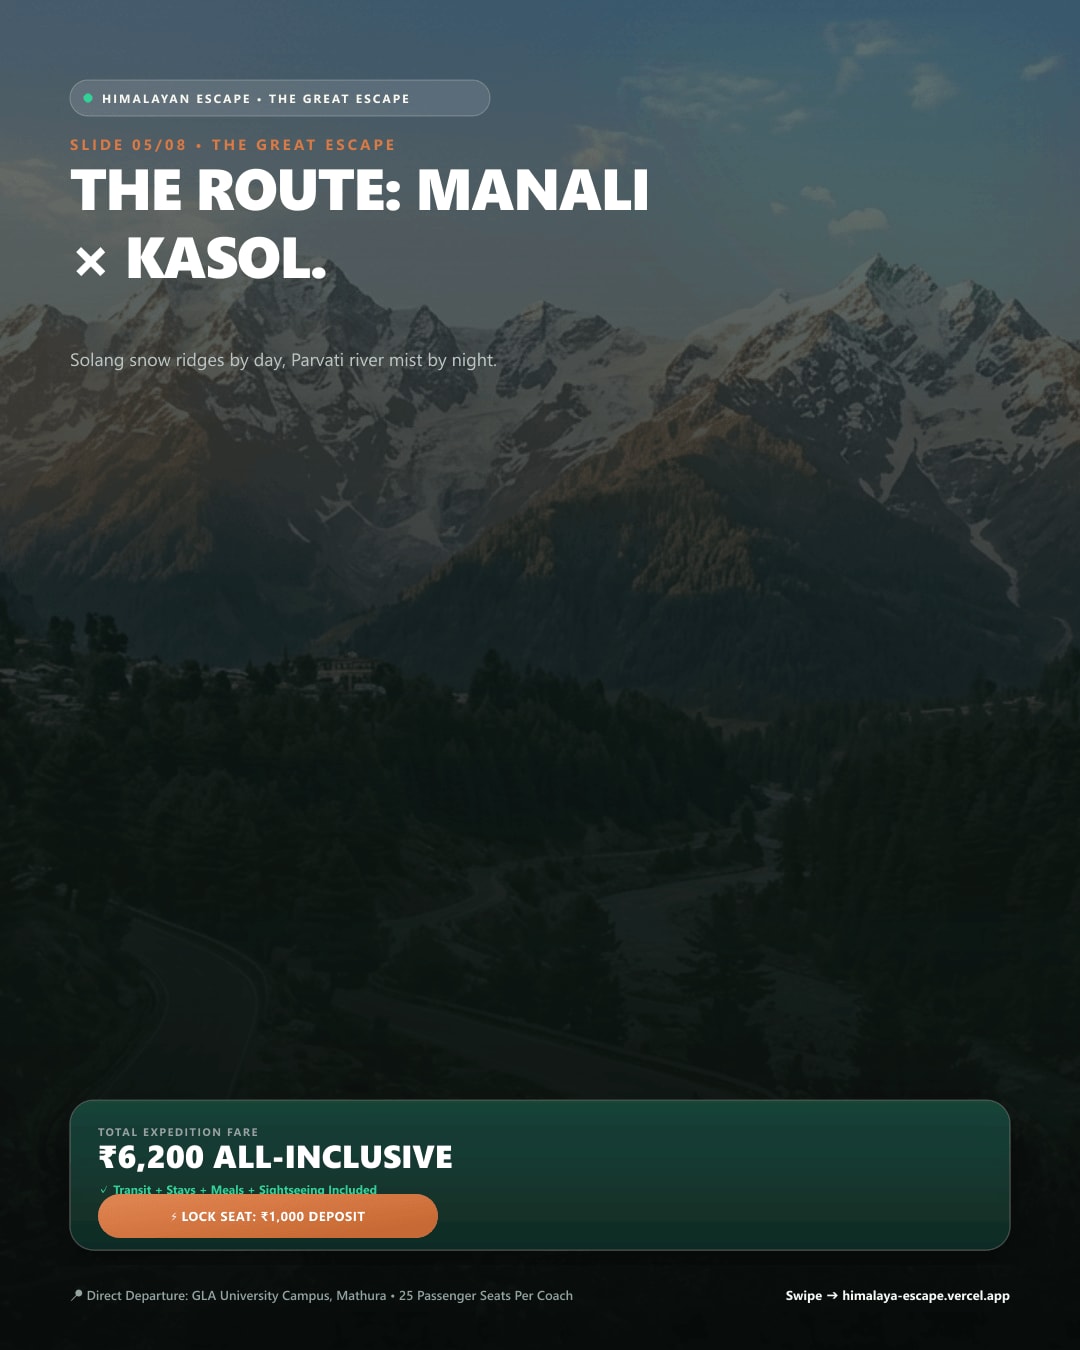 HIMALAYAN ESCAPE • THE GREAT ESCAPE
SLIDE 05/08 • THE GREAT ESCAPE
THE ROUTE: MANALI
× KASOL.
Solang snow ridges by day, Parvati river mist by night.
TOTAL EXPEDITION FARE
₹6,200 ALL-INCLUSIVE
✓ Transit + Stays + Meals + Sightseeing Included
⚡ LOCK SEAT: ₹1,000 DEPOSIT
📍 Direct Departure: GLA University Campus, Mathura • 25 Passenger Seats Per Coach
Swipe → himalaya-escape.vercel.app